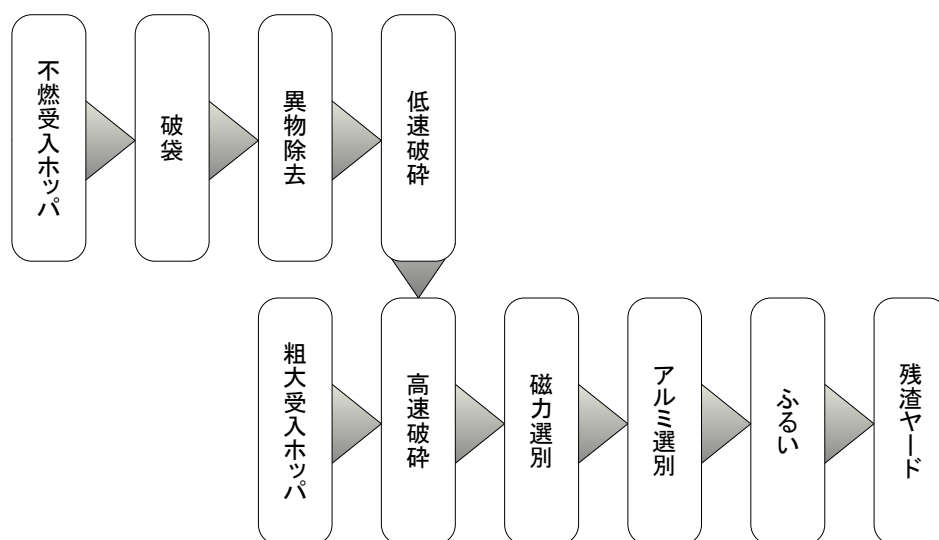 不燃受入ホッパ
破袋
異物除去
低速破砕
粗大受入ホッパ
高速破砕
磁力選別
アルミ選別
ふるい
残渣ヤード